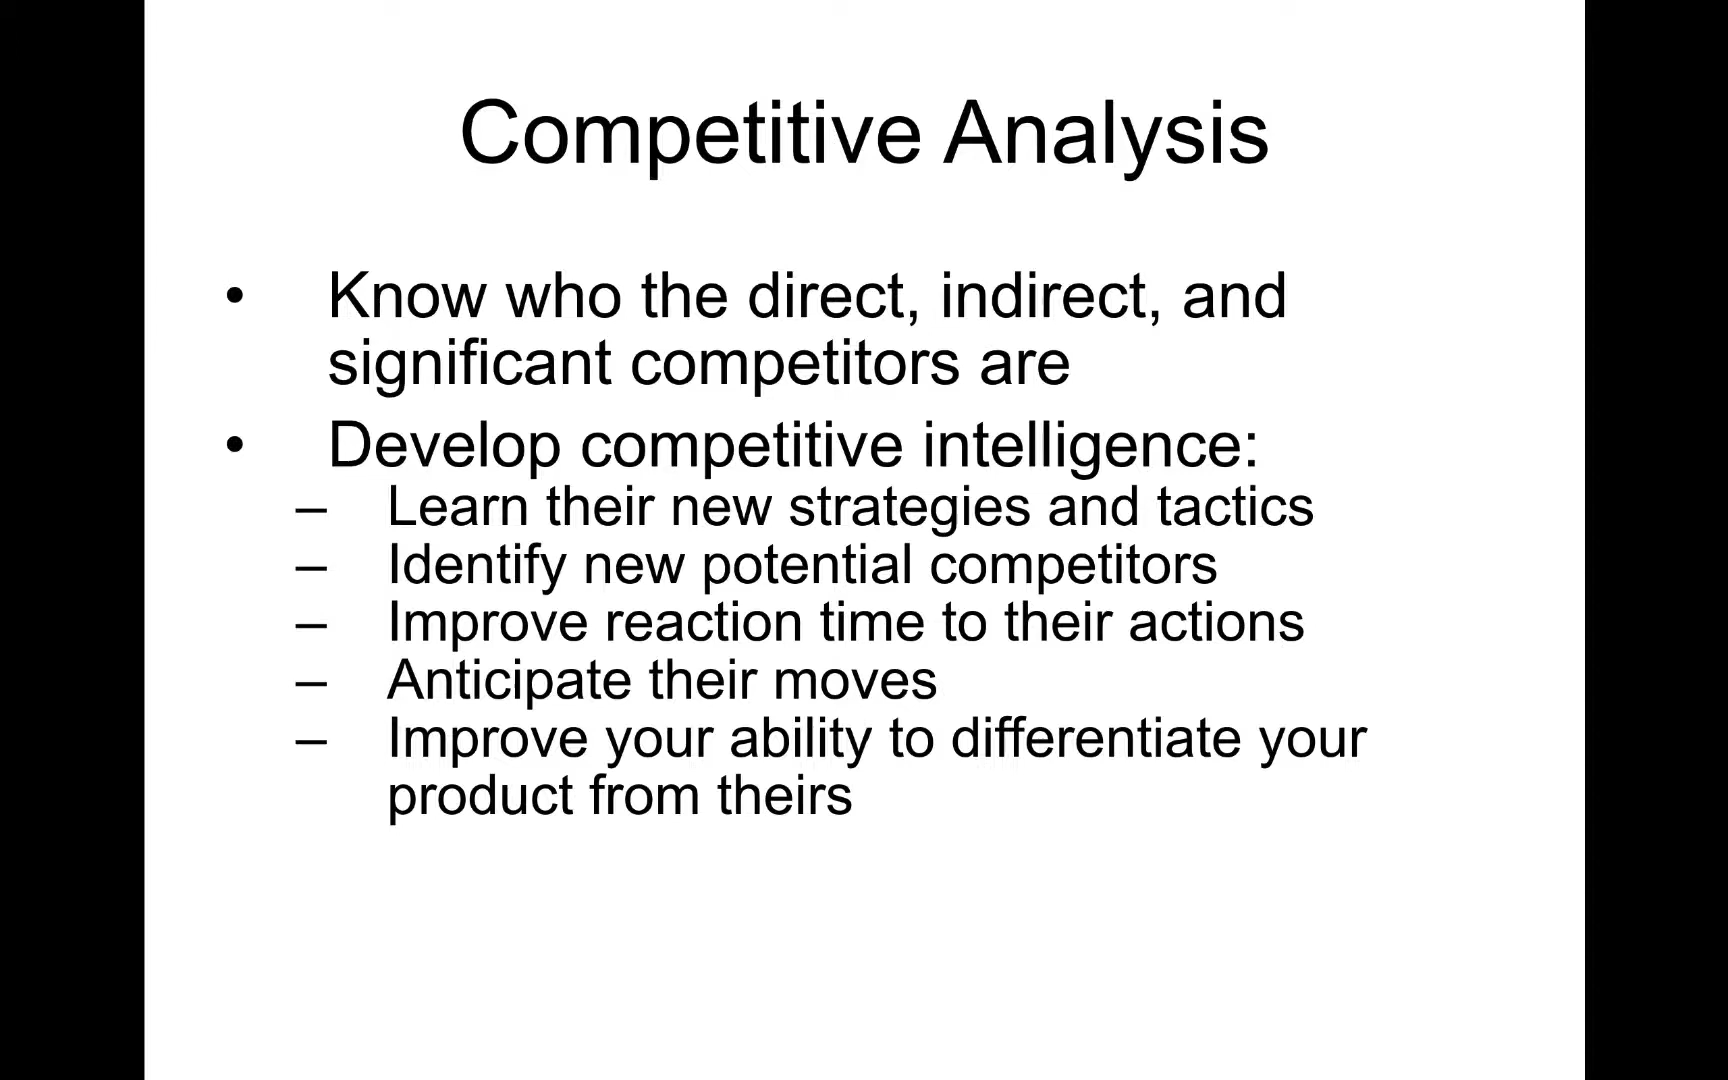 Competitive Analysis
• Know who the direct, indirect, and
significant competitors are
• Develop competitive intelligence:
– Learn their new strategies and tactics
– Identify new potential competitors
– Improve reaction time to their actions
– Anticipate their moves
– Improve your ability to differentiate your
product from theirs